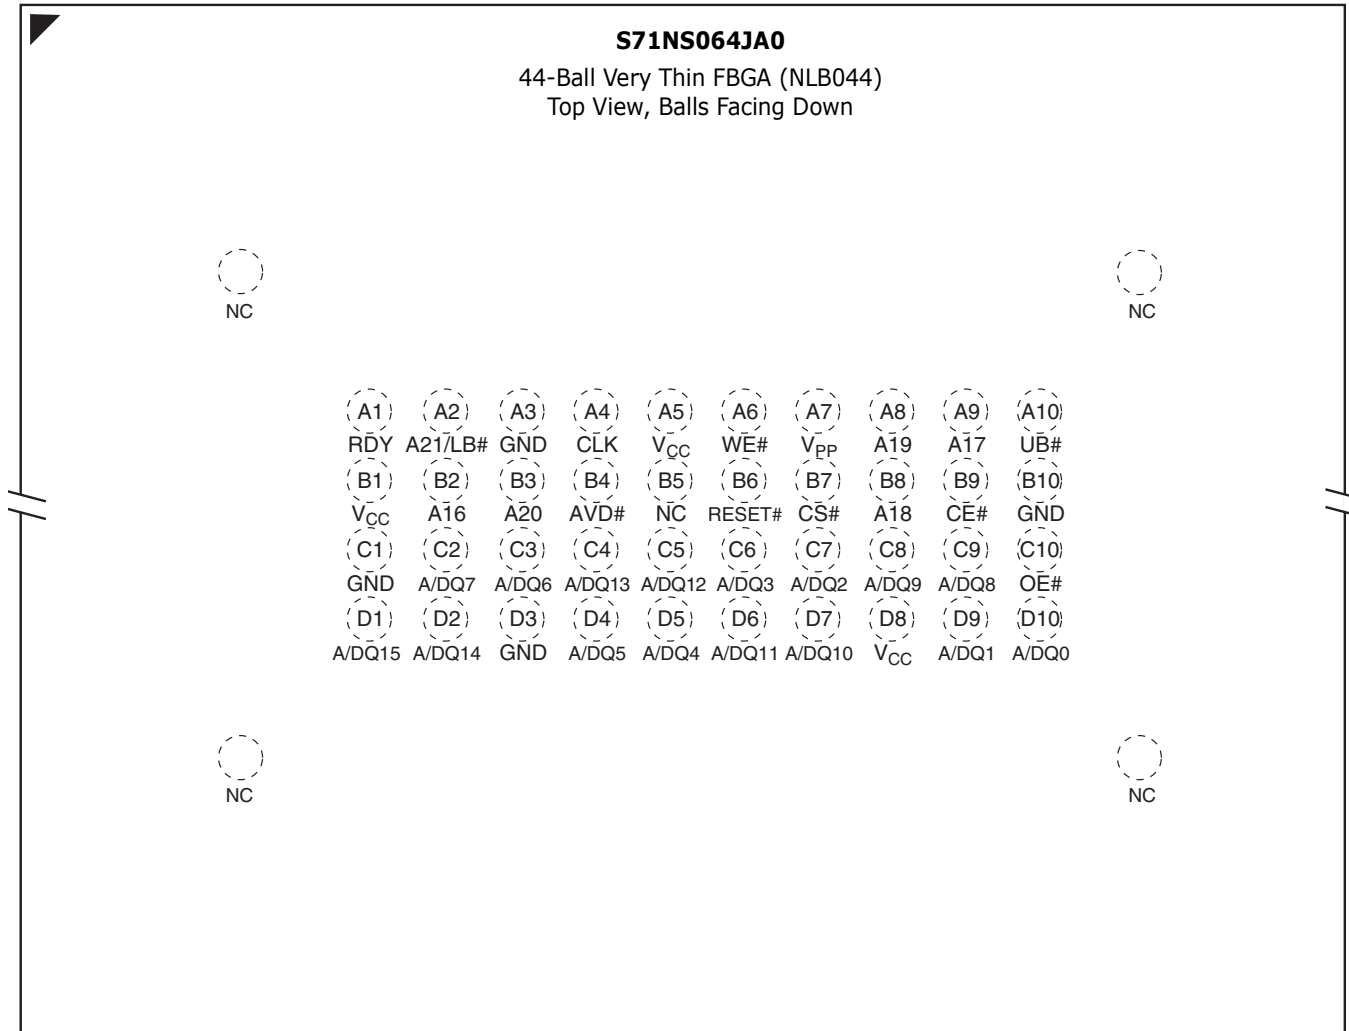 S71NS064JA0
44-Ball Very Thin FBGA (NLB044)
Top View, Balls Facing Down
NC NC
A1 A2 A3 A4 A5 A6 A7 A8 A9 A10
RDY A21/LB# GND CLK VCC WE# VPP A19 A17 UB#
B1 B2 B3 B4 B5 B6 B7 B8 B9 B10
VCC A16 A20 AVD# NC RESET# CS# A18 CE# GND
C1 C2 C3 C4 C5 C6 C7 C8 C9 C10
GND A/DQ7 A/DQ6 A/DQ13 A/DQ12 A/DQ3 A/DQ2 A/DQ9 A/DQ8 OE#
D1 D2 D3 D4 D5 D6 D7 D8 D9 D10
A/DQ15 A/DQ14 GND A/DQ5 A/DQ4 A/DQ11 A/DQ10 VCC A/DQ1 A/DQ0
NC NC